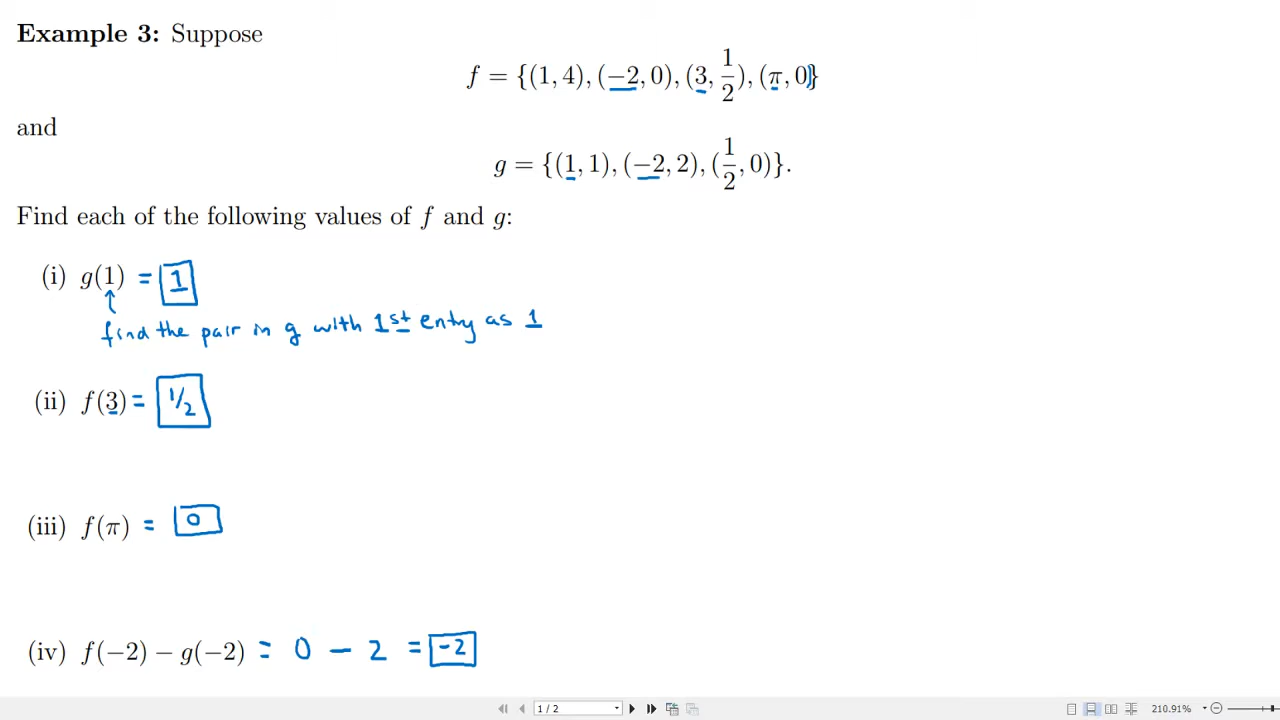 Example 3: Suppose
f = {(1, 4), (−2, 0), (3, 1/2), (π, 0)}
and
g = {(1, 1), (−2, 2), (1/2, 0)}.
Find each of the following values of f and g:
(i) g(1) = 1
↑
find the pair in g with 1st entry as 1
(ii) f(3) = 1/2
(iii) f(π) = 0
(iv) f(−2) − g(−2) = 0 − 2 = -2
1 / 2 210.91%